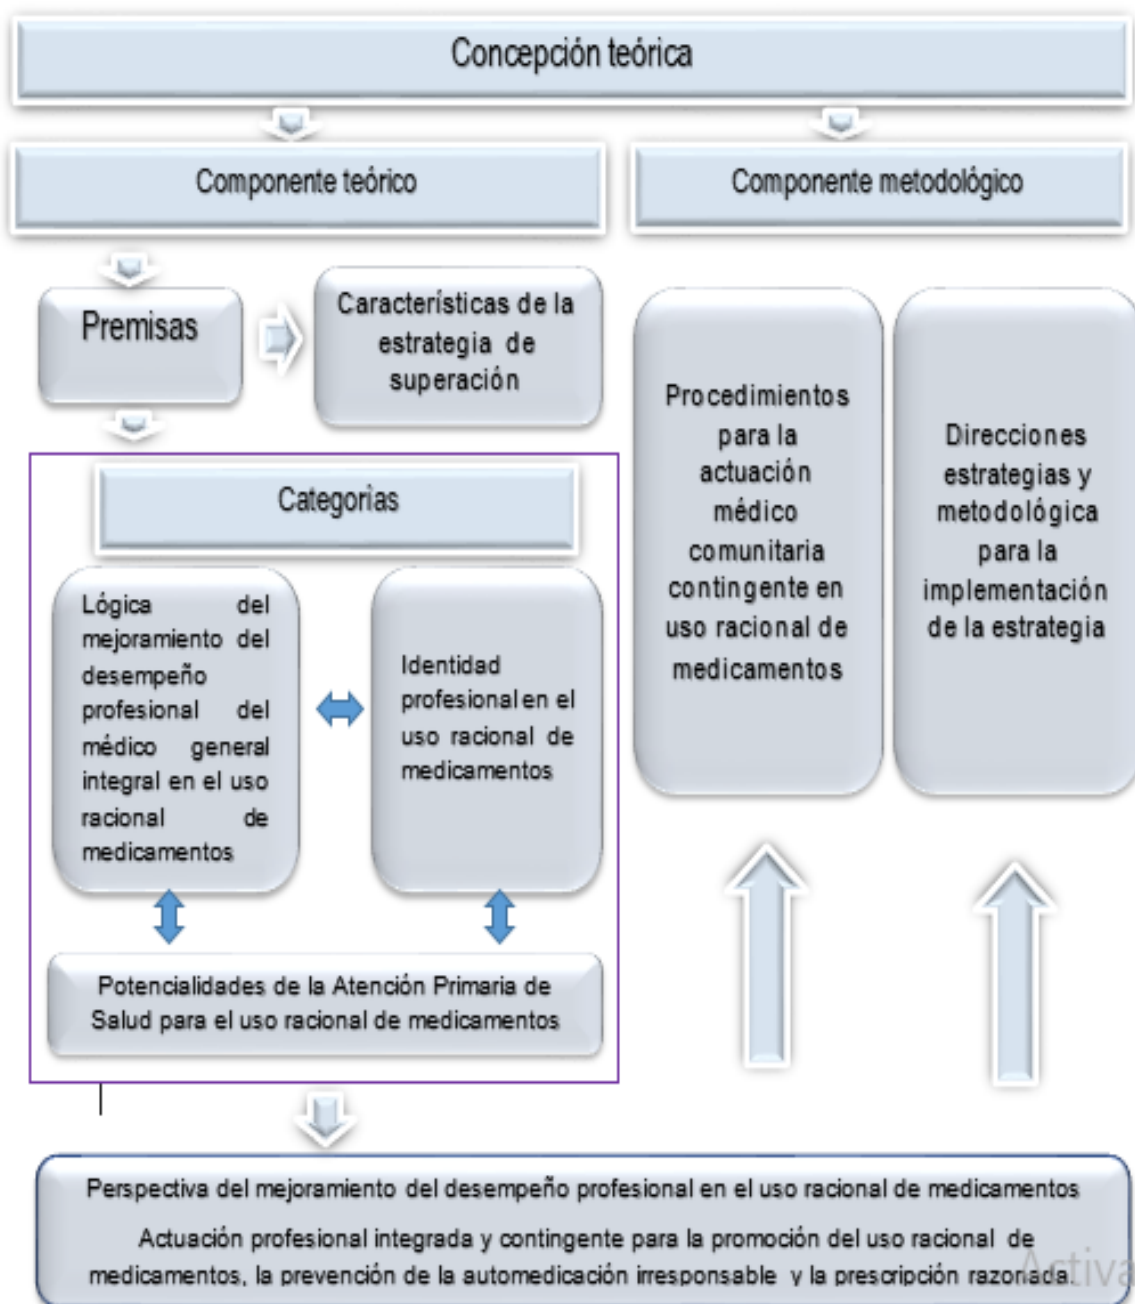 Concepción teórica
Componente teórico
Componente metodológico
Premisas
Características de la
estrategia de
superación
Categorías
Lógica del
mejoramiento del
desempeño
profesional del
médico general
integral en el uso
racional de
medicamentos
Identidad
profesional en el
uso racional de
medicamentos
Potencialidades de la Atención Primaria de
Salud para el uso racional de medicamentos
Procedimientos
para la
actuación
médico
comunitaria
contingente en
uso racional de
medicamentos
Direcciones
estrategias y
metodológica
para la
implementación
de la estrategia
Perspectiva del mejoramiento del desempeño profesional en el uso racional de medicamentos
Actuación profesional integrada y contingente para la promoción del uso racional de
medicamentos, la prevención de la automedicación irresponsable y la prescripción razonada.
Activa